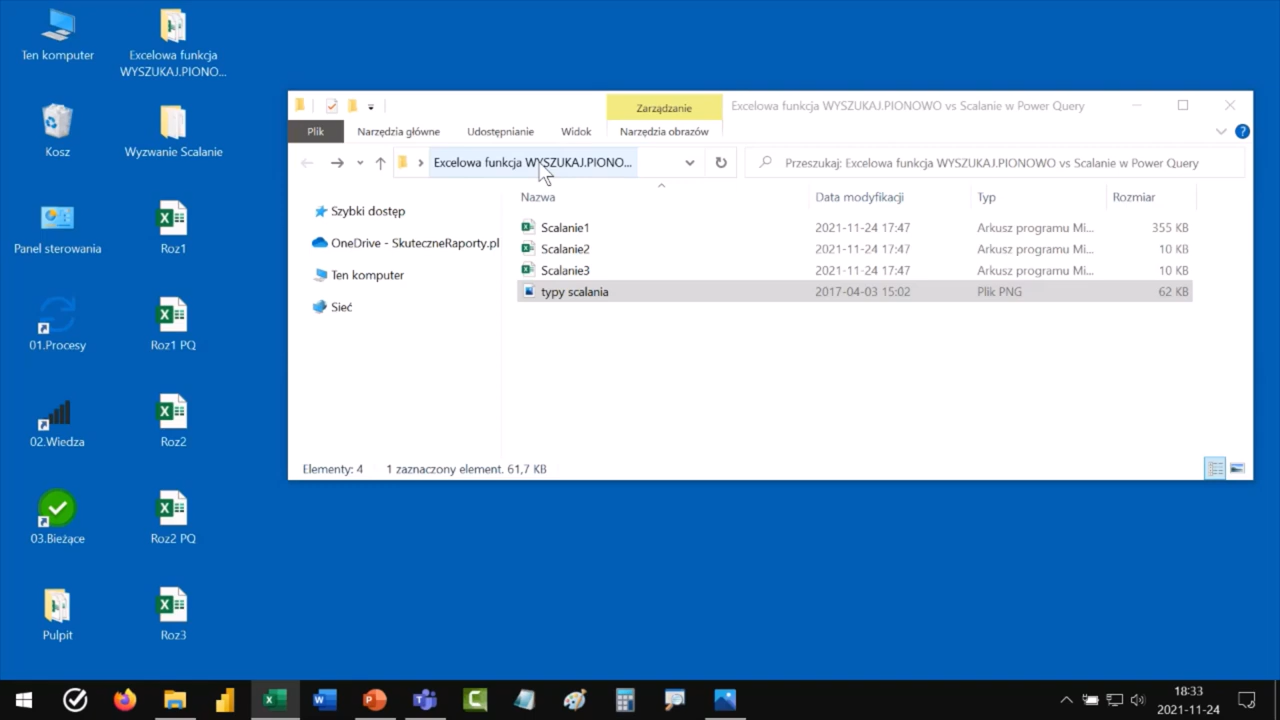 Ten komputer
Excelowa funkcja
WYSZUKAJ.PIONO...
Kosz
Wyzwanie Scalanie
Panel sterowania
Roz1
01.Procesy
Roz1 PQ
02.Wiedza
Roz2
03.Bieżące
Roz2 PQ
Pulpit
Roz3
Zarządzanie
Excelowa funkcja WYSZUKAJ.PIONOWO vs Scalanie w Power Query
Plik
Narzędzia główne
Udostępnianie
Widok
Narzędzia obrazów
Excelowa funkcja WYSZUKAJ.PIONO...
Przeszukaj: Excelowa funkcja WYSZUKAJ.PIONOWO vs Scalanie w Power Query
Szybki dostęp
OneDrive - SkuteczneRaporty.pl
Ten komputer
Sieć
Nazwa Data modyfikacji Typ Rozmiar
Scalanie1 2021-11-24 17:47 Arkusz programu Mi... 355 KB
Scalanie2 2021-11-24 17:47 Arkusz programu Mi... 10 KB
Scalanie3 2021-11-24 17:47 Arkusz programu Mi... 10 KB
typy scalania 2017-04-03 15:02 Plik PNG 62 KB
Elementy: 4 1 zaznaczony element. 61,7 KB
18:33
2021-11-24